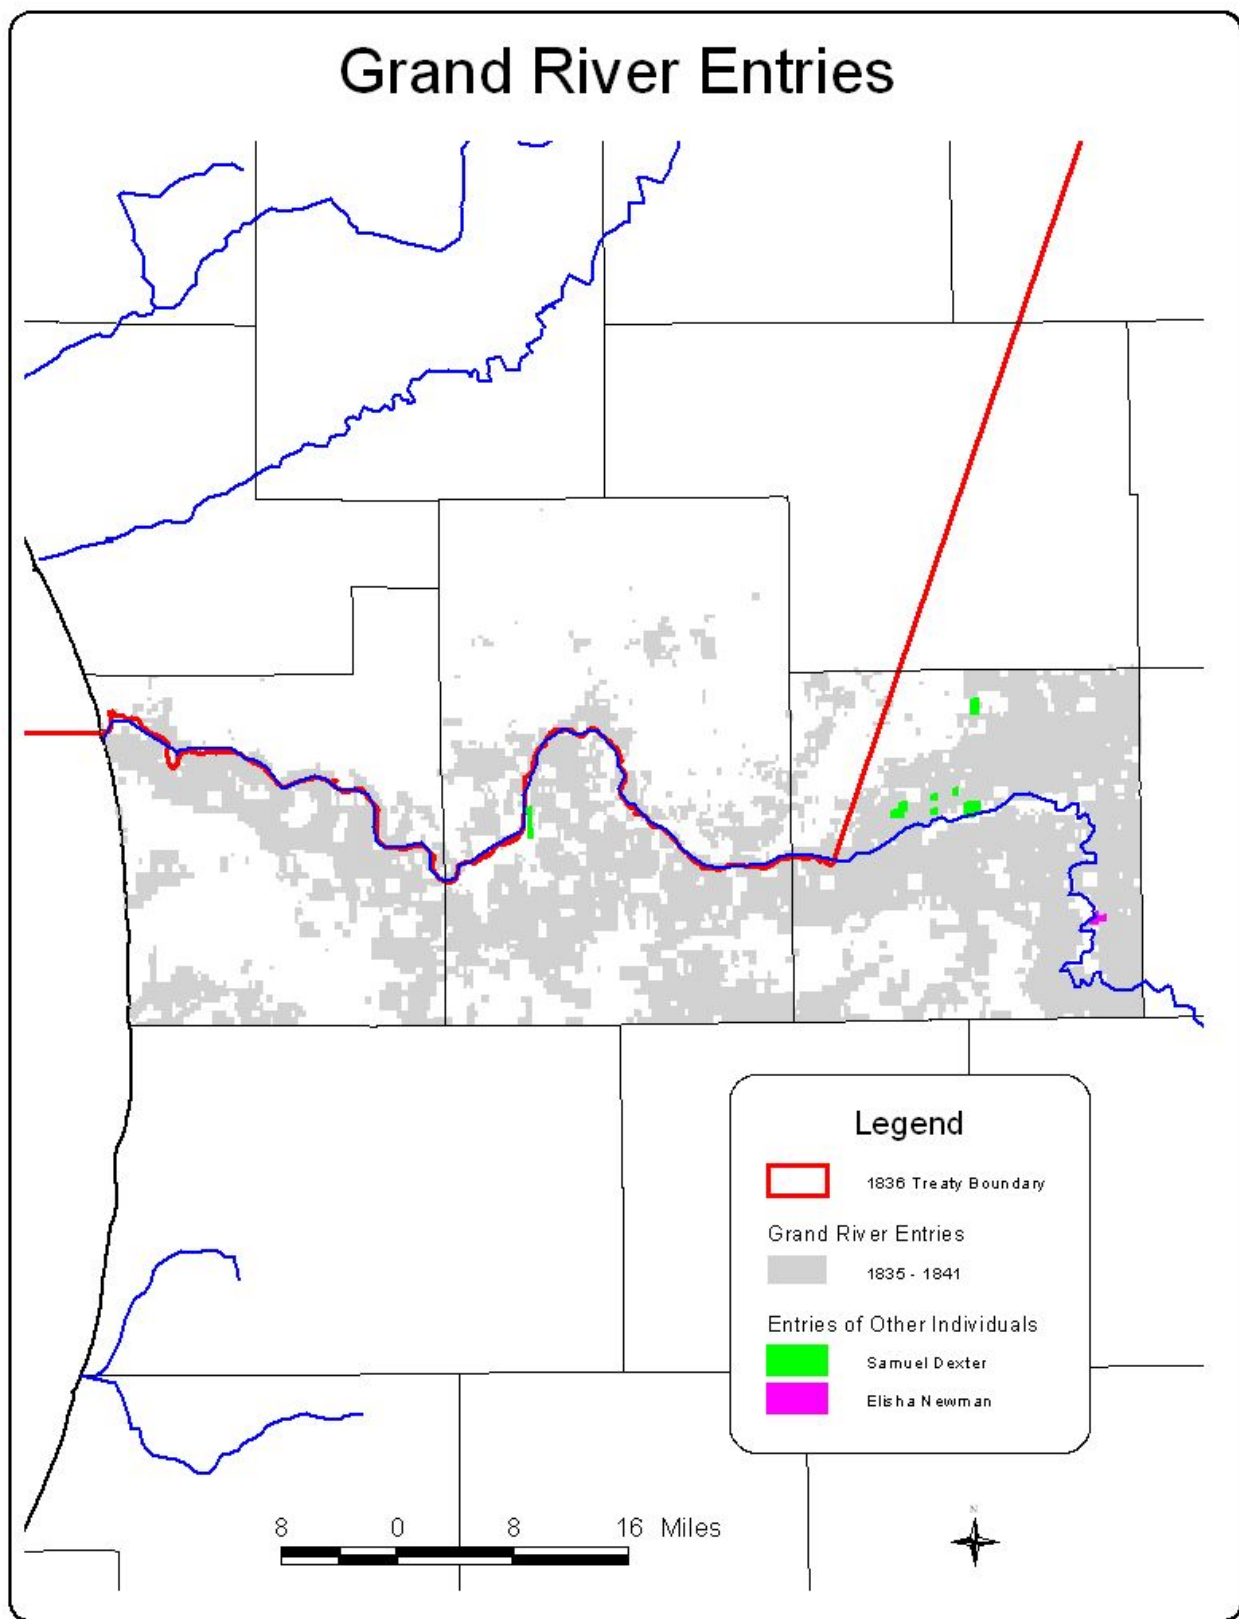 Grand River Entries
Legend
1836 Treaty Boundary
Grand River Entries
1835 - 1841
Entries of Other Individuals
Samuel Dexter
Elisha Newman
8 0 8 16 Miles
N